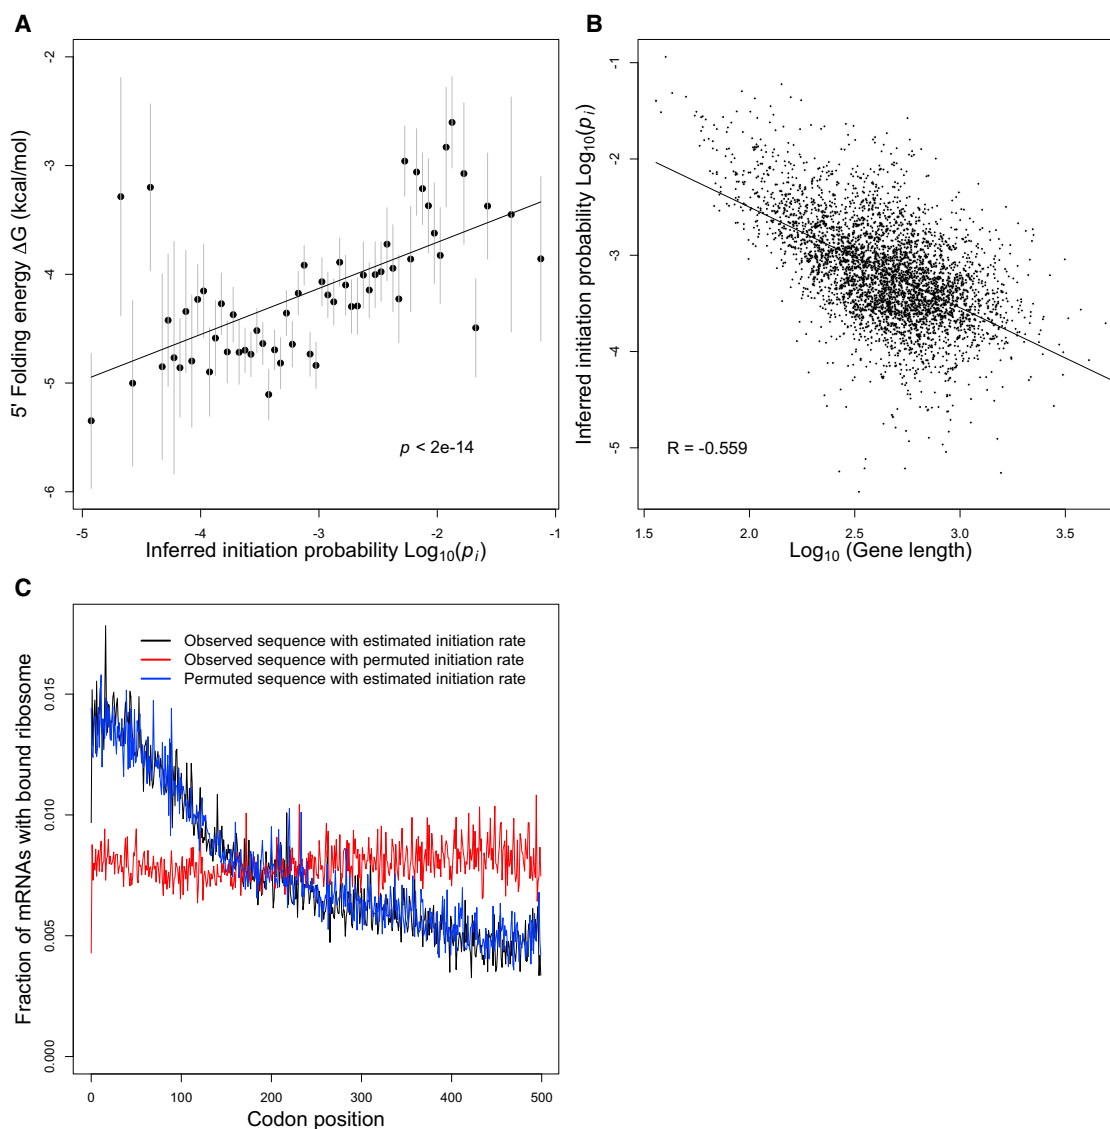 A
-2
-3
-4
-5
-6
5' Folding energy ΔG (kcal/mol)
p < 2e-14
-5 -4 -3 -2 -1
Inferred initiation probability Log10(pi)
B
-1
-2
-3
-4
-5
Inferred initiation probability Log10(pi)
R = -0.559
1.5 2.0 2.5 3.0 3.5
Log10 (Gene length)
C
Observed sequence with estimated initiation rate
Observed sequence with permuted initiation rate
Permuted sequence with estimated initiation rate
0.015
0.010
0.005
0.000
Fraction of mRNAs with bound ribosome
0 100 200 300 400 500
Codon position